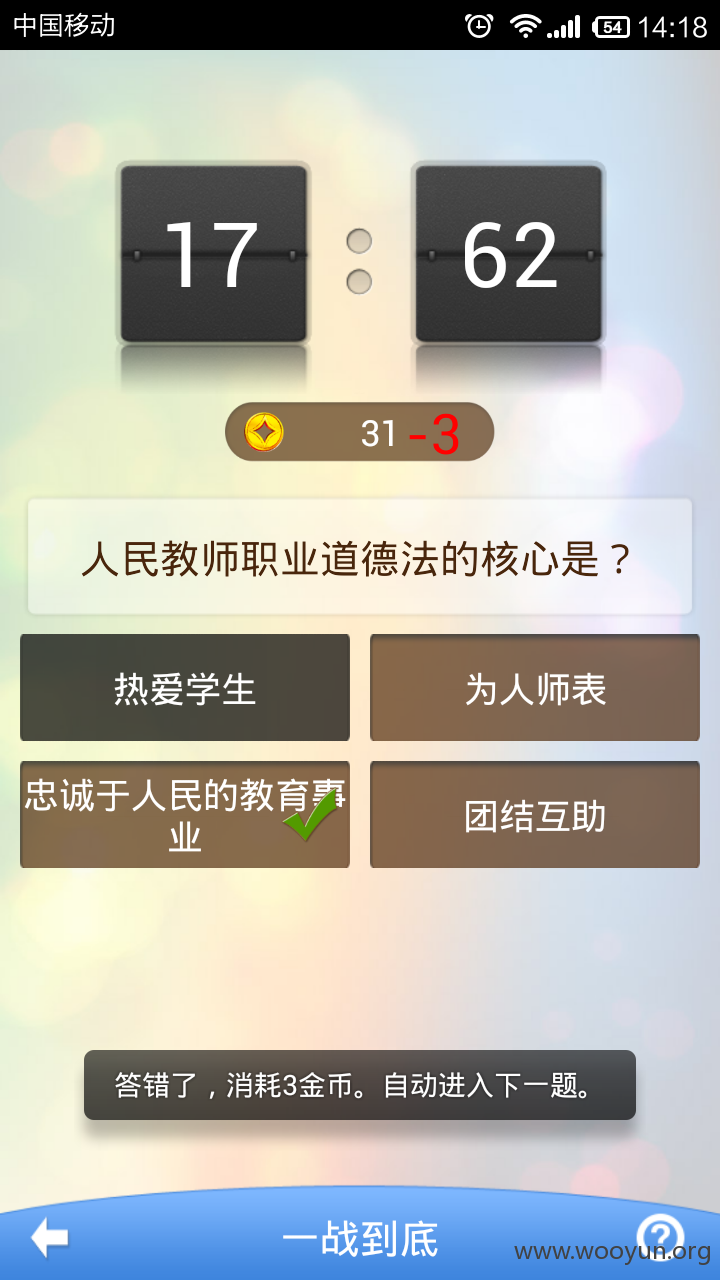 中国移动 54 14:18
17 : 62
31 -3
人民教师职业道德法的核心是？
热爱学生
为人师表
忠诚于人民的教育事
业
团结互助
答错了，消耗3金币。自动进入下一题。
一战到底
?
www.wooyun.org